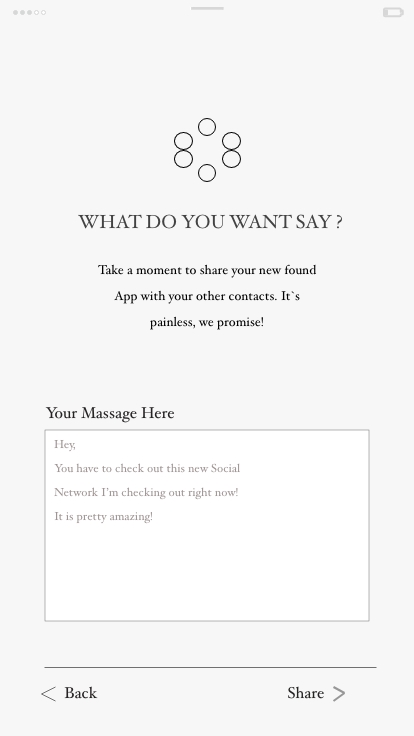 WHAT DO YOU WANT SAY ?
Take a moment to share your new found
App with your other contacts. It`s
painless, we promise!
Your Massage Here
Hey,
You have to check out this new Social
Network I'm checking out right now!
It is pretty amazing!
< Back
Share >